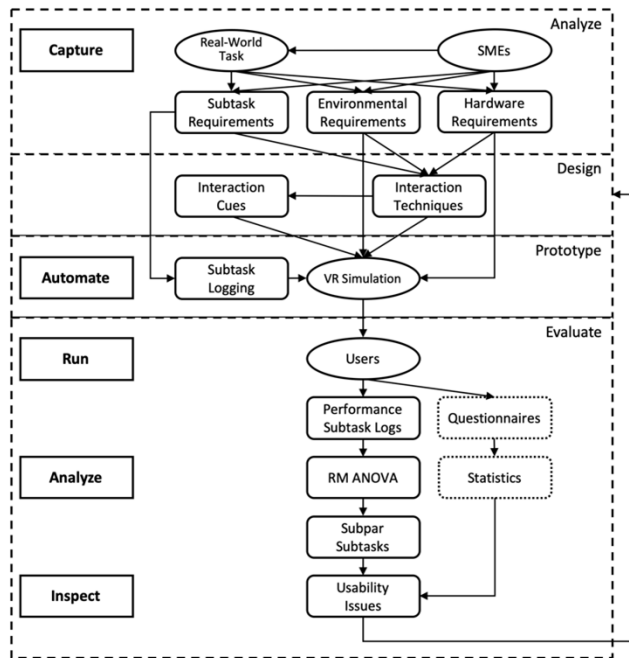 Analyze
Capture
Real-World
Task
SMEs
Subtask
Requirements
Environmental
Requirements
Hardware
Requirements
Design
Interaction
Cues
Interaction
Techniques
Prototype
Automate
Subtask
Logging
VR Simulation
Evaluate
Run
Users
Performance
Subtask Logs
Questionnaires
Analyze
RM ANOVA
Statistics
Subpar
Subtasks
Inspect
Usability
Issues